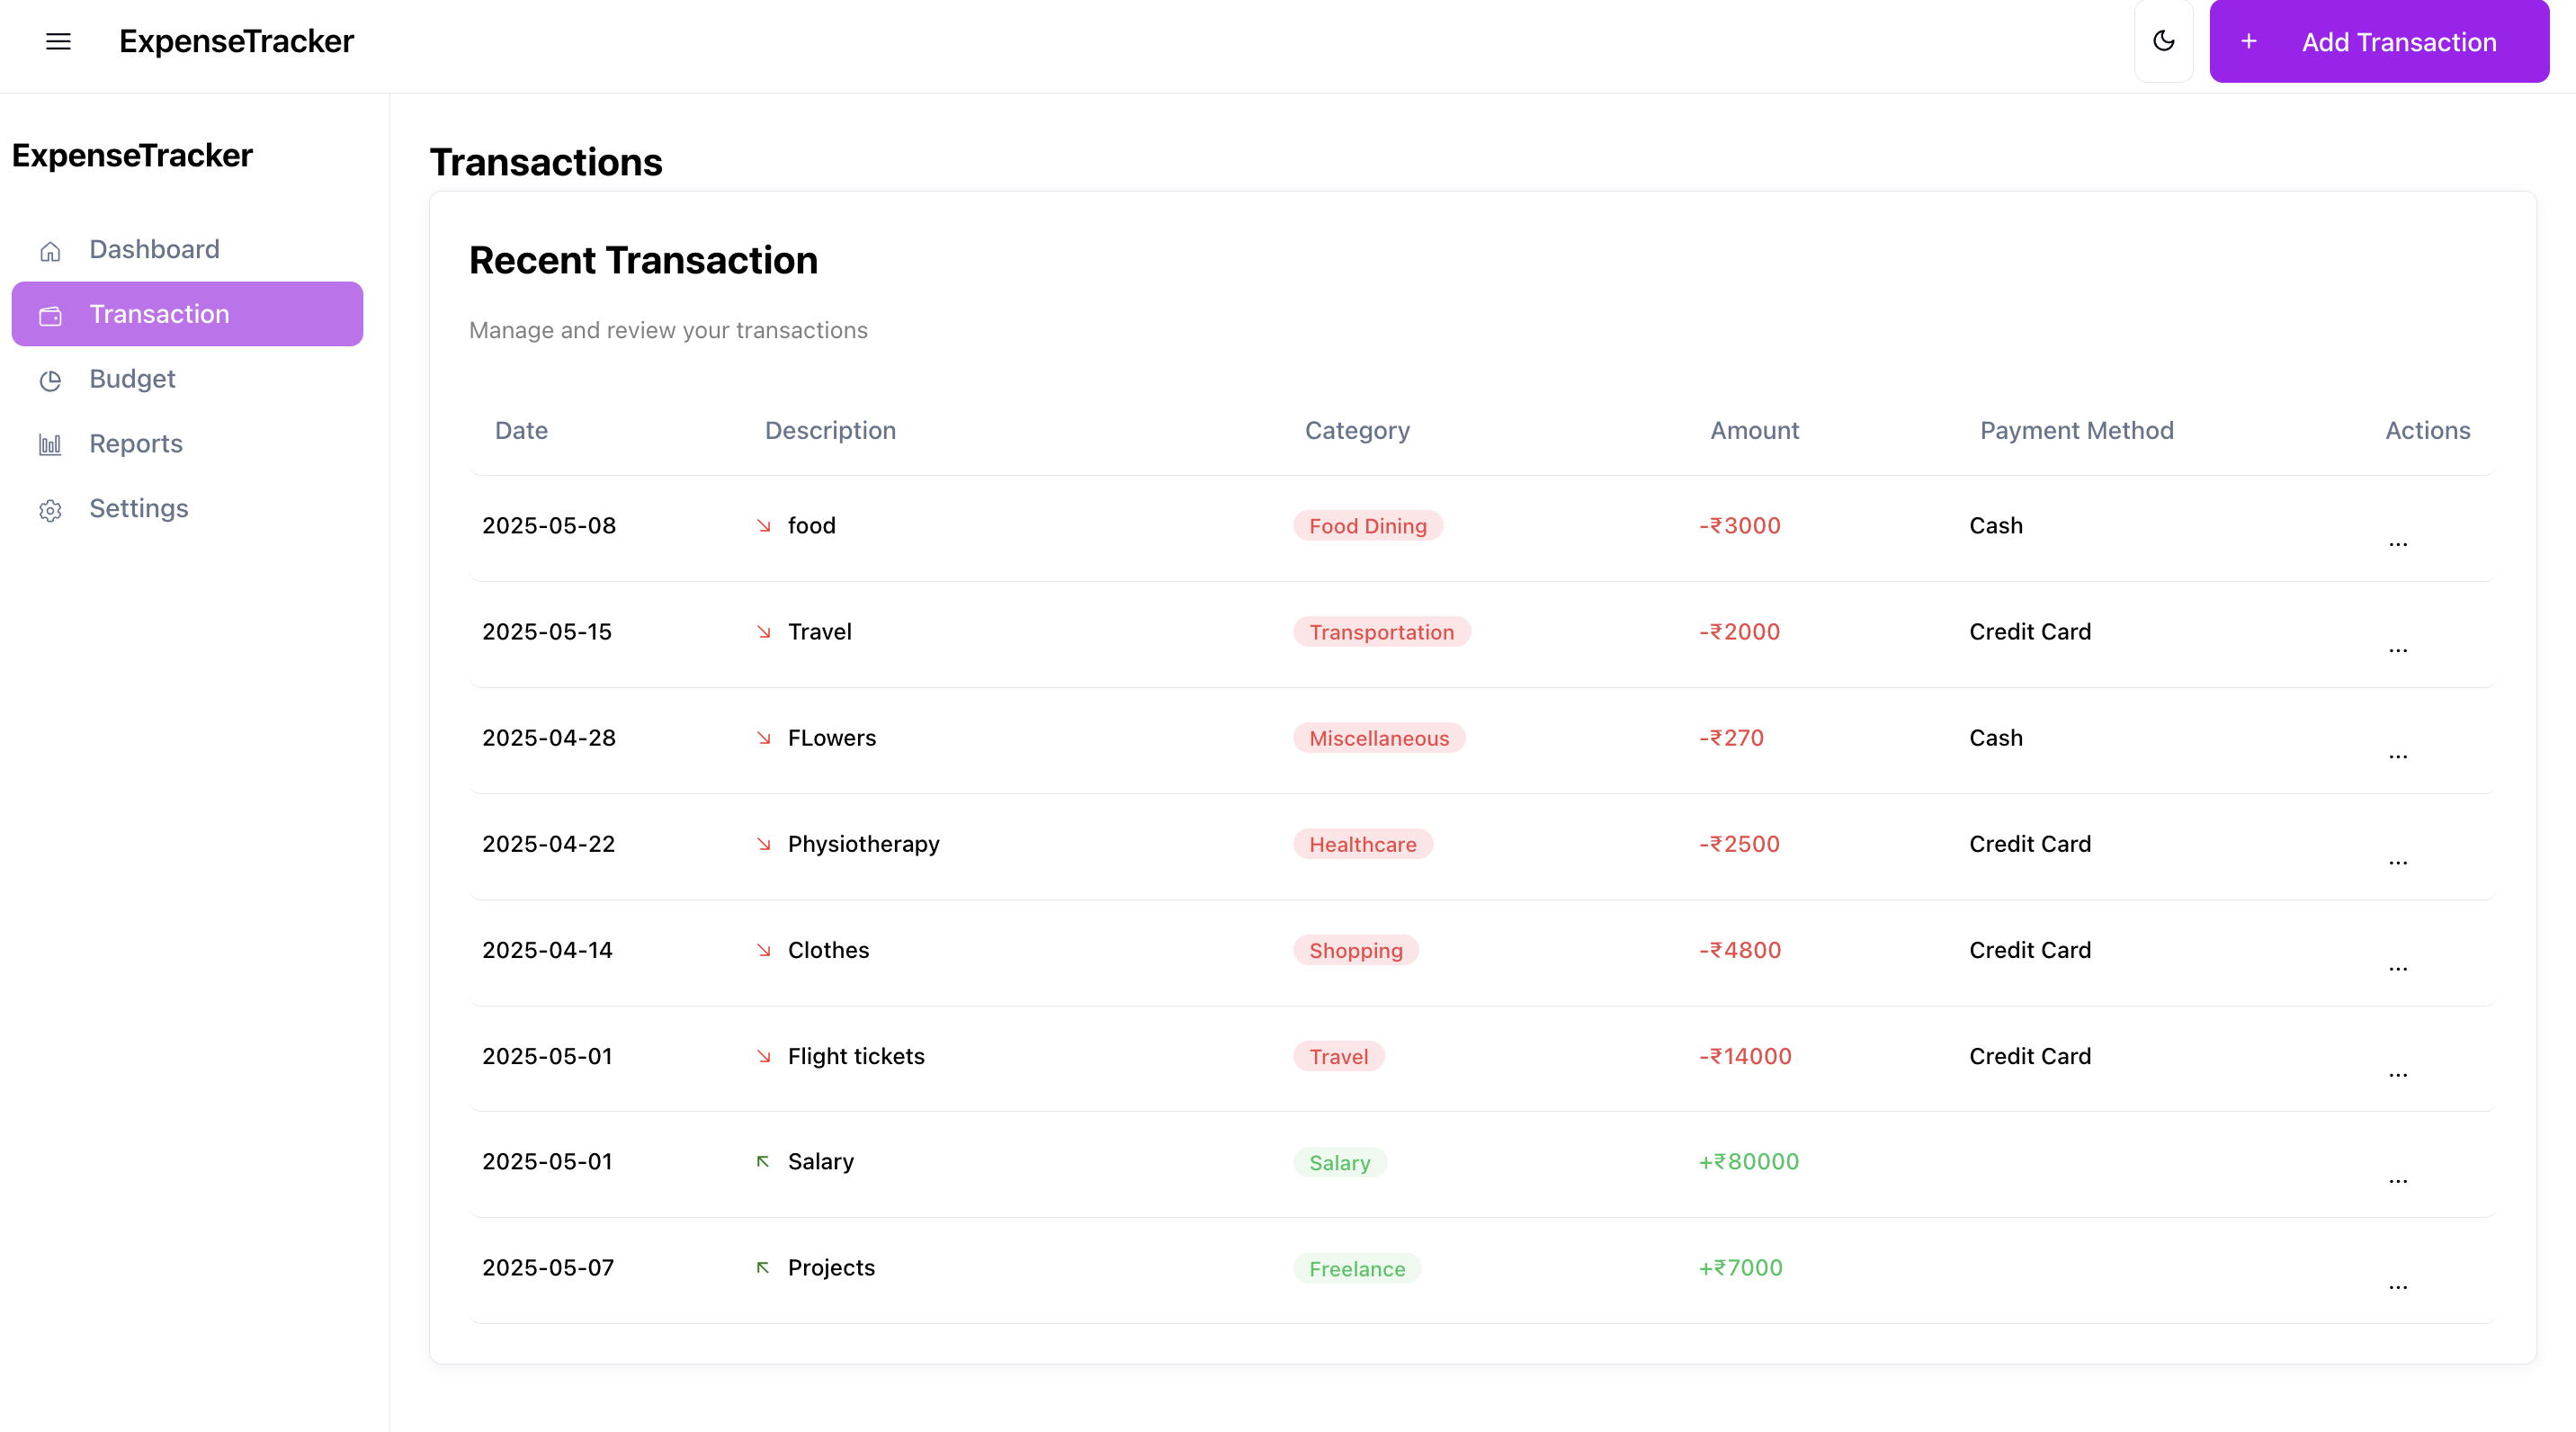 ExpenseTracker
+ Add Transaction
ExpenseTracker
Dashboard
Transaction
Budget
Reports
Settings
Transactions
Recent Transaction
Manage and review your transactions
Date Description Category Amount Payment Method Actions
2025-05-08 food Food Dining -₹3000 Cash ...
2025-05-15 Travel Transportation -₹2000 Credit Card ...
2025-04-28 FLowers Miscellaneous -₹270 Cash ...
2025-04-22 Physiotherapy Healthcare -₹2500 Credit Card ...
2025-04-14 Clothes Shopping -₹4800 Credit Card ...
2025-05-01 Flight tickets Travel -₹14000 Credit Card ...
2025-05-01 Salary Salary +₹80000 ...
2025-05-07 Projects Freelance +₹7000 ...